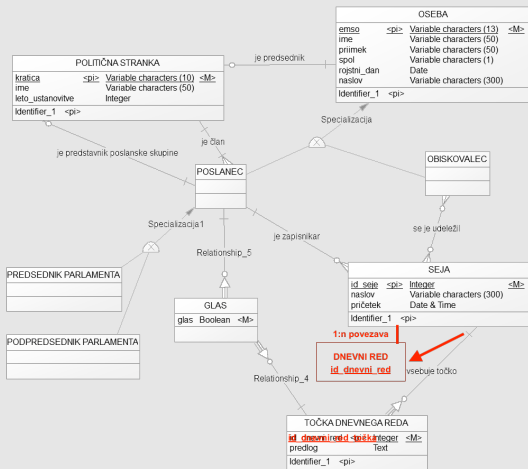 OSEBA
emso <pi> Variable characters (13) <M>
ime Variable characters (50)
priimek Variable characters (50)
spol Variable characters (1)
rojstni_dan Date
naslov Variable characters (300)
Identifier_1 <pi>
je predsednik
POLITIČNA STRANKA
kratica <pi> Variable characters (10) <M>
ime Variable characters (50)
leto_ustanovitve Integer
Identifier_1 <pi>
Specializacija
je član
je predstavnik poslanske skupine
OBISKOVALEC
POSLANEC
Specializacija1
je zapisnikar
se je udeležil
Relationship_5
PREDSEDNIK PARLAMENTA
SEJA
id_seje <pi> Integer <M>
naslov Variable characters (300)
pričetek Date & Time
Identifier_1 <pi>
GLAS
glas Boolean <M>
1:n povezava
PODPREDSEDNIK PARLAMENTA
DNEVNI RED
id_dnevni_red
vsebuje točko
Relationship_4
TOČKA DNEVNEGA REDA
Integer <M>
predlog Text
Identifier_1 <pi>